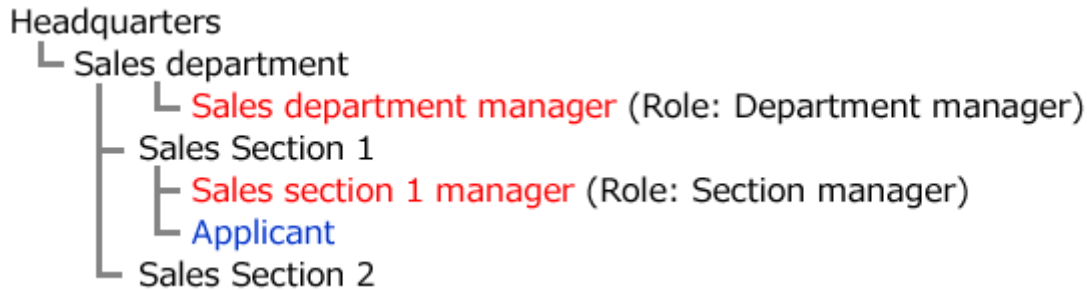 Headquarters
Sales department
Sales department manager (Role: Department manager)
Sales Section 1
Sales section 1 manager (Role: Section manager)
Applicant
Sales Section 2